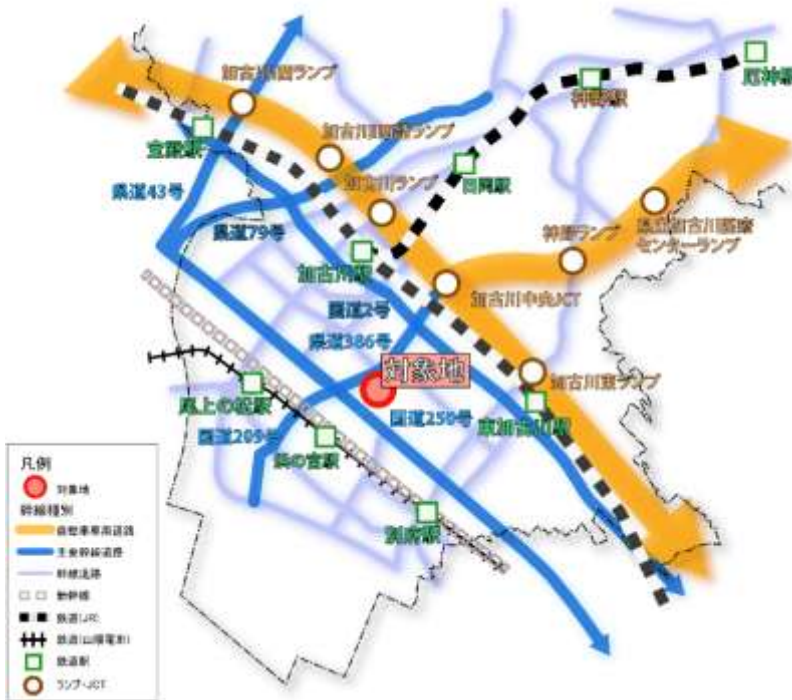 加古川西ランプ
厄神駅
神野駅
加古川ランプ
宝殿駅
日岡駅
県道43号
県道79号
加古川駅
神野ランプ
センターランプ
加古川中央JCT
国道2号
県道386号
対象地
加古川東ランプ
尾上の松駅
国道250号
東加古川駅
浜の宮駅
別府駅
凡例
対象地
幹線種別
自動車専用道路
主要幹線道路
幹線道路
新幹線
鉄道(JR)
鉄道(山陽電車)
鉄道駅
ランプ・JCT